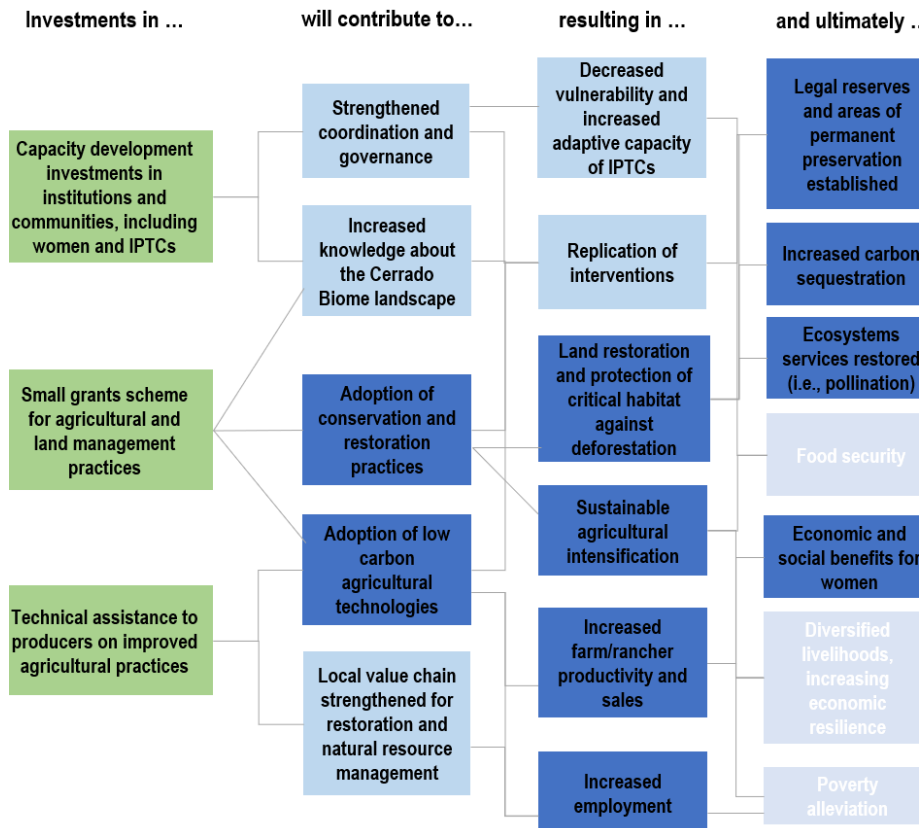 Investments in …
will contribute to…
resulting in …
and ultimately …
Capacity development
investments in
institutions and
communities, including
women and IPTCs
Small grants scheme
for agricultural and
land management
practices
Technical assistance to
producers on improved
agricultural practices
Strengthened
coordination and
governance
Increased
knowledge about
the Cerrado
Biome landscape
Adoption of
conservation and
restoration
practices
Adoption of low
carbon
agricultural
technologies
Local value chain
strengthened for
restoration and
natural resource
management
Decreased
vulnerability and
increased
adaptive capacity
of IPTCs
Replication of
interventions
Land restoration
and protection of
critical habitat
against
deforestation
Sustainable
agricultural
intensification
Increased
farm/rancher
productivity and
sales
Increased
employment
Legal reserves
and areas of
permanent
preservation
established
Increased carbon
sequestration
Ecosystems
services restored
(i.e., pollination)
Food security
Economic and
social benefits for
women
Diversified
livelihoods,
increasing
economic
resilience
Poverty
alleviation